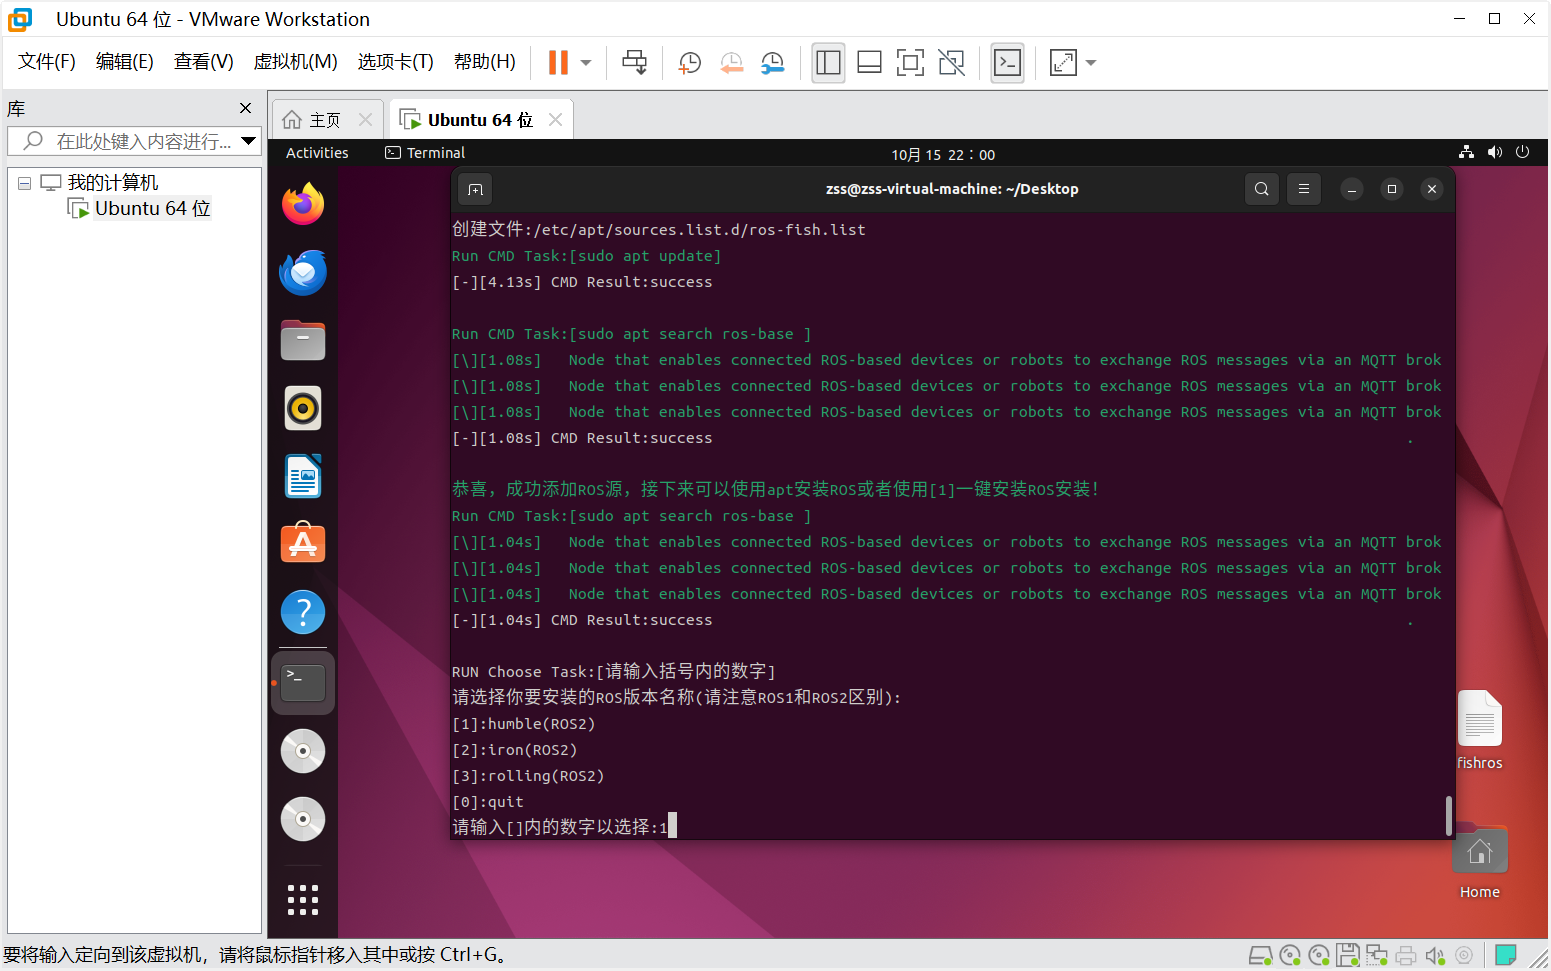 Ubuntu 64 位 - VMware Workstation
文件(F) 编辑(E) 查看(V) 虚拟机(M) 选项卡(T) 帮助(H)
库
在此处键入内容进行...
我的计算机
Ubuntu 64 位
主页
Ubuntu 64 位
Activities
Terminal
10月 15 22：00
zss@zss-virtual-machine: ~/Desktop
创建文件:/etc/apt/sources.list.d/ros-fish.list
Run CMD Task:[sudo apt update]
[-][4.13s] CMD Result:success
Run CMD Task:[sudo apt search ros-base ]
[\][1.08s]   Node that enables connected ROS-based devices or robots to exchange ROS messages via an MQTT brok
[\][1.08s]   Node that enables connected ROS-based devices or robots to exchange ROS messages via an MQTT brok
[\][1.08s]   Node that enables connected ROS-based devices or robots to exchange ROS messages via an MQTT brok
[-][1.08s] CMD Result:success .
恭喜，成功添加ROS源，接下来可以使用apt安装ROS或者使用[1]一键安装ROS安装！
Run CMD Task:[sudo apt search ros-base ]
[\][1.04s]   Node that enables connected ROS-based devices or robots to exchange ROS messages via an MQTT brok
[\][1.04s]   Node that enables connected ROS-based devices or robots to exchange ROS messages via an MQTT brok
[\][1.04s]   Node that enables connected ROS-based devices or robots to exchange ROS messages via an MQTT brok
[-][1.04s] CMD Result:success .
RUN Choose Task:[请输入括号内的数字]
请选择你要安装的ROS版本名称(请注意ROS1和ROS2区别):
[1]:humble(ROS2)
[2]:iron(ROS2)
[3]:rolling(ROS2)
[0]:quit
请输入[]内的数字以选择:1
fishros
Home
要将输入定向到该虚拟机，请将鼠标指针移入其中或按 Ctrl+G。